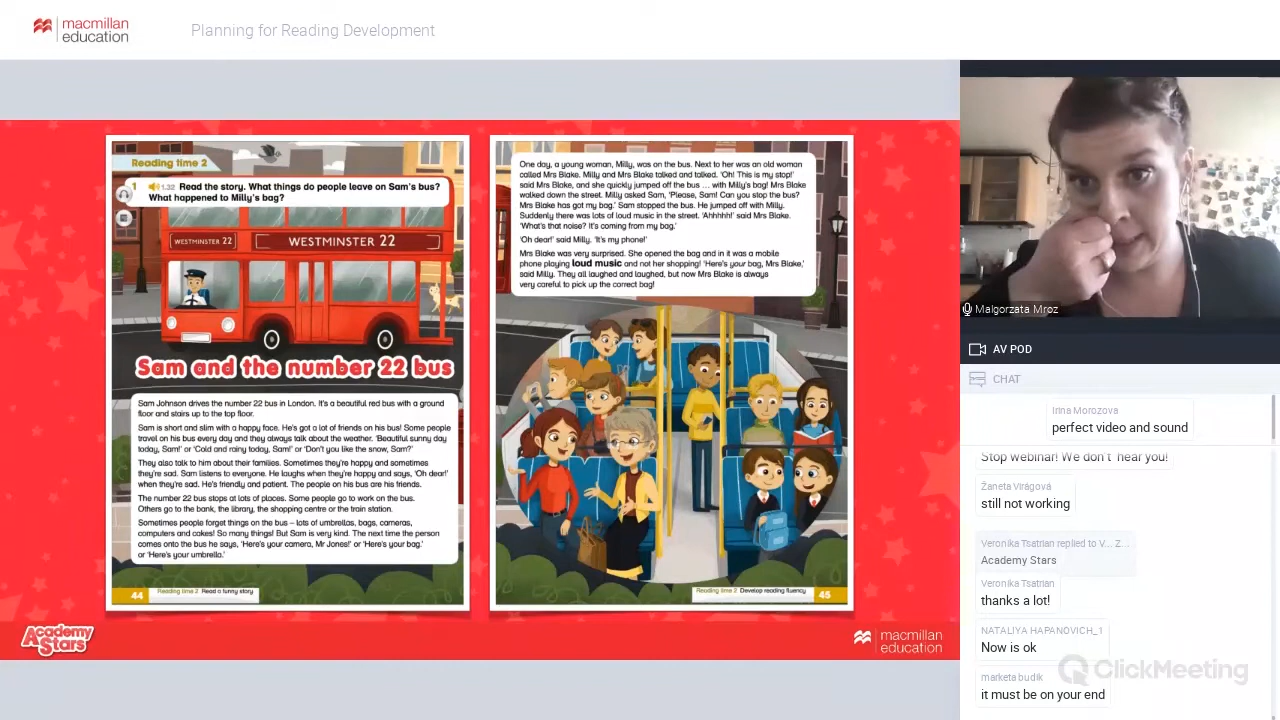 macmillan
education
Planning for Reading Development
Reading time 2
1 1.32 Read the story. What things do people leave on Sam's bus?
What happened to Milly's bag?
WESTMINSTER 22
WESTMINSTER 22
Sam and the number 22 bus
Sam Johnson drives the number 22 bus in London. It's a beautiful red bus with a ground
floor and stairs up to the top floor.
Sam is short and slim with a happy face. He's got a lot of friends on his bus! Some people
travel on his bus every day and they always talk about the weather. 'Beautiful sunny day
today, Sam!' or 'Cold and rainy today, Sam!' or 'Don't you like the snow, Sam?'
They also talk to him about their families. Sometimes they're happy and sometimes
they're sad. Sam listens to everyone. He laughs when they're happy and says, 'Oh dear!'
when they're sad. He's friendly and patient. The people on his bus are his friends.
The number 22 bus stops at lots of places. Some people go to work on the bus.
Others go to the bank, the library, the shopping centre or the train station.
Sometimes people forget things on the bus – lots of umbrellas, bags, cameras,
computers and cakes! So many things! But Sam is very kind. The next time the person
comes onto the bus he says, 'Here's your camera, Mr Jones!' or 'Here's your bag.'
or 'Here's your umbrella.'
44 Reading time 2 Read a funny story
One day, a young woman, Milly, was on the bus. Next to her was an old woman
called Mrs Blake. Milly and Mrs Blake talked and talked. 'Oh! This is my stop!'
said Mrs Blake, and she quickly jumped off the bus ... with Milly's bag! Mrs Blake
walked down the street. Milly asked Sam, 'Please, Sam! Can you stop the bus?
Mrs Blake has got my bag.' Sam stopped the bus. He jumped off with Milly.
Suddenly there was lots of loud music in the street. 'Ahhhhh!' said Mrs Blake.
'What's that noise? It's coming from my bag.'
'Oh dear!' said Milly. 'It's my phone!'
Mrs Blake was very surprised. She opened the bag and in it was a mobile
phone playing loud music and not her shopping! 'Here's your bag, Mrs Blake,'
said Milly. They all laughed and laughed, but now Mrs Blake is always
very careful to pick up the correct bag!
Reading time 2 Develop reading fluency 45
Academy
Stars
macmillan
education
Malgorzata Mroz
AV POD
CHAT
Irina Morozova
perfect video and sound
Stop webinar! We don't hear you!
Žaneta Virágová
still not working
Veronika Tsatrian replied to V... Z...
Academy Stars
Veronika Tsatrian
thanks a lot!
NATALIYA HAPANOVICH_1
Now is ok
marketa budik
it must be on your end
ClickMeeting